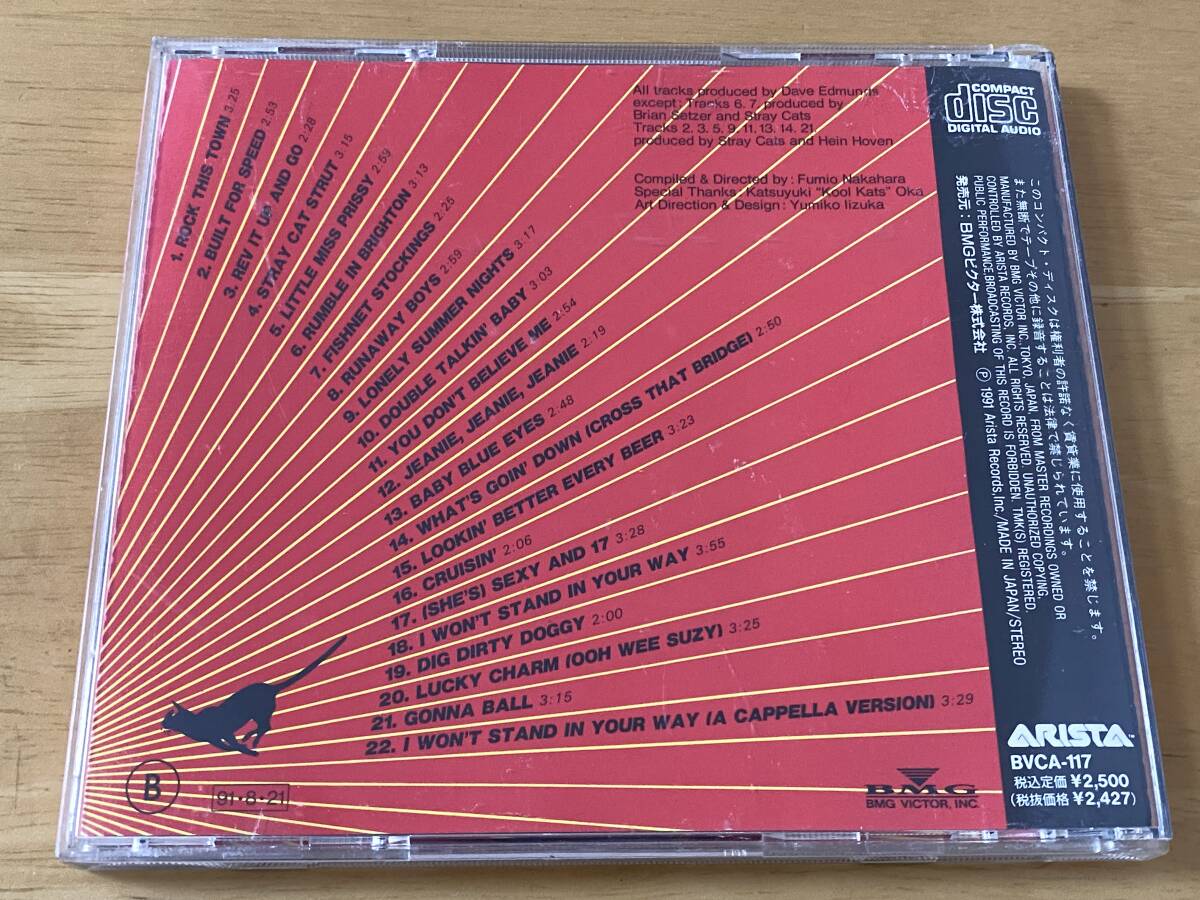 1. ROCK THIS TOWN 3:25
2. BUILT FOR SPEED 2:53
3. REV IT UP AND GO 2:28
4. STRAY CAT STRUT 3:15
5. LITTLE MISS PRISSY 2:59
6. RUMBLE IN BRIGHTON 3:13
7. FISHNET STOCKINGS 2:25
8. RUNAWAY BOYS 2:59
9. LONELY SUMMER NIGHTS 3:17
10. DOUBLE TALKIN' BABY 3:03
11. YOU DON'T BELIEVE ME 2:54
12. JEANIE, JEANIE, JEANIE 2:19
13. BABY BLUE EYES 2:48
14. WHAT'S GOIN' DOWN (CROSS THAT BRIDGE) 2:50
15. LOOKIN' BETTER EVERY BEER 3:23
16. CRUISIN' 2:06
17. (SHE'S) SEXY AND 17 3:28
18. I WON'T STAND IN YOUR WAY 3:55
19. DIG DIRTY DOGGY 2:00
20. LUCKY CHARM (OOH WEE SUZY) 3:25
21. GONNA BALL 3:15
22. I WON'T STAND IN YOUR WAY (A CAPPELLA VERSION) 3:29
All tracks produced by Dave Edmunds
except: Tracks 6. 7. produced by
Brian Setzer and Stray Cats
Tracks 2. 3. 5. 9. 11. 13. 14. 21.
produced by Stray Cats and Hein Hoven
Compiled & Directed by : Fumio Nakahara
Special Thanks: Katsuyuki "Kool Kats" Oka
Art Direction & Design : Yumiko Iizuka
B
91・8・21
BMG
BMG VICTOR, INC.
COMPACT
disc
DIGITAL AUDIO
このコンパクト・ディスクは権利者の許諾なく賃貸業に使用することを禁じます。
また無断でテープその他に録音することは法律で禁じられています。
MANUFACTURED BY BMG VICTOR INC., TOKYO, JAPAN. FROM MASTER RECORDINGS OWNED OR
CONTROLLED BY ARISTA RECORDS, INC. ALL RIGHTS RESERVED. UNAUTHORIZED COPYING,
PUBLIC PERFORMANCE, BROADCASTING OF THIS RECORD IS FORBIDDEN. TMK(S) REGISTERED.
発売元：BMGビクター株式会社 Ⓟ 1991 Arista Records, Inc./MADE IN JAPAN/STEREO
ARISTA™
BVCA-117
税込定価¥2,500
(税抜価格¥2,427)